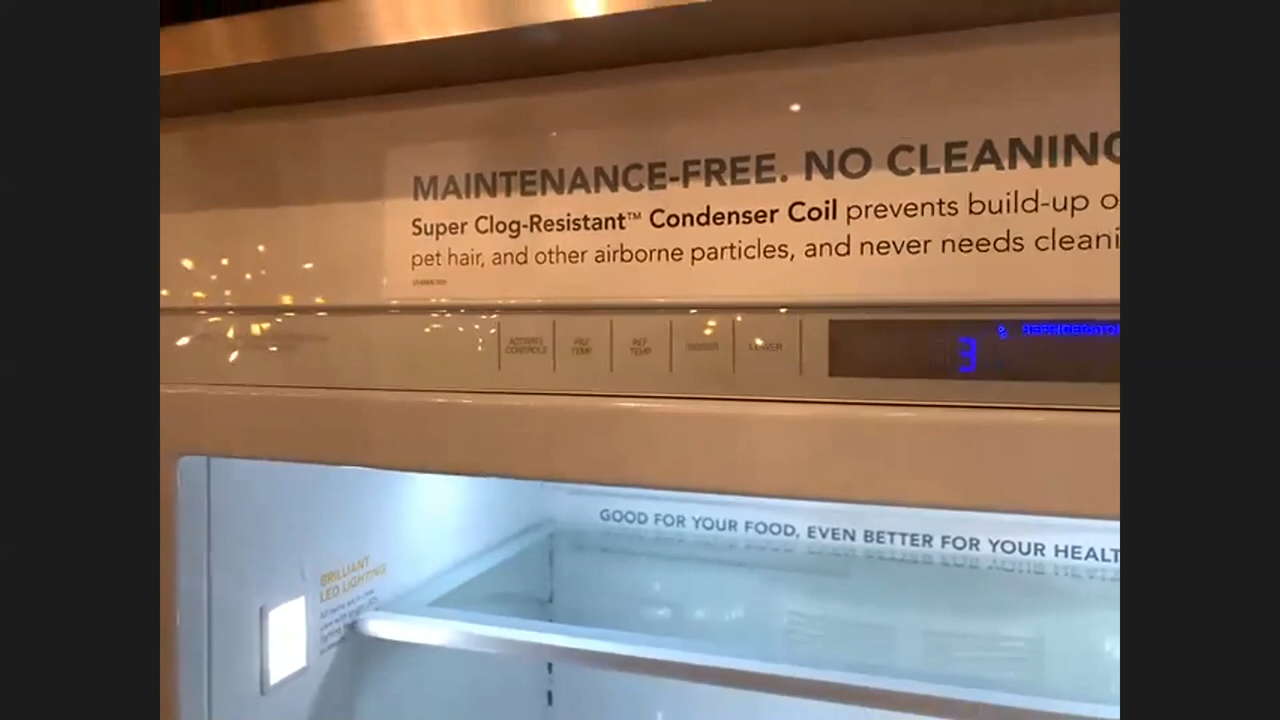 MAINTENANCE-FREE. NO CLEANING
Super Clog-Resistant™ Condenser Coil prevents build-up o
pet hair, and other airborne particles, and never needs cleani
ACTIVATE CONTROLS
FRZ TEMP
REF TEMP
LOWER
REFRIGERATOR
3
GOOD FOR YOUR FOOD, EVEN BETTER FOR YOUR HEALT
BRILLIANT
LED LIGHTING